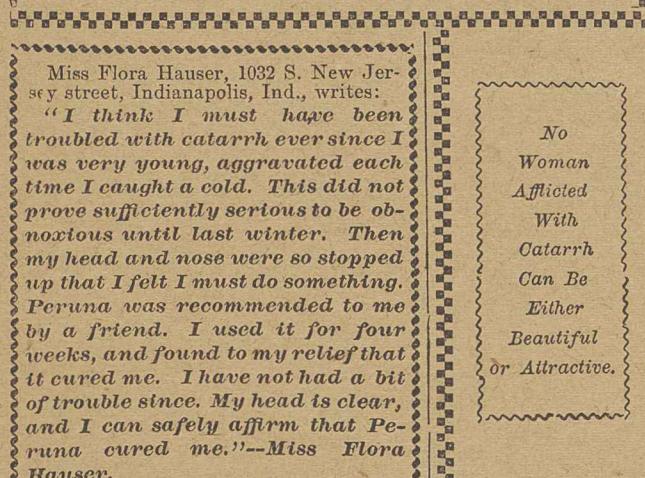 Miss Flora Hauser, 1032 S. New Jer-
sey street, Indianapolis, Ind., writes:
"I think I must have been
troubled with catarrh ever since I
was very young, aggravated each
time I caught a cold. This did not
prove sufficiently serious to be ob-
noxious until last winter. Then
my head and nose were so stopped
up that I felt I must do something.
Peruna was recommended to me
by a friend. I used it for four
weeks, and found to my relief that
it cured me. I have not had a bit
of trouble since. My head is clear,
and I can safely affirm that Pe-
runa cured me."--Miss Flora
Hauser.
No
Woman
Afflicted
With
Catarrh
Can Be
Either
Beautiful
or Attractive.